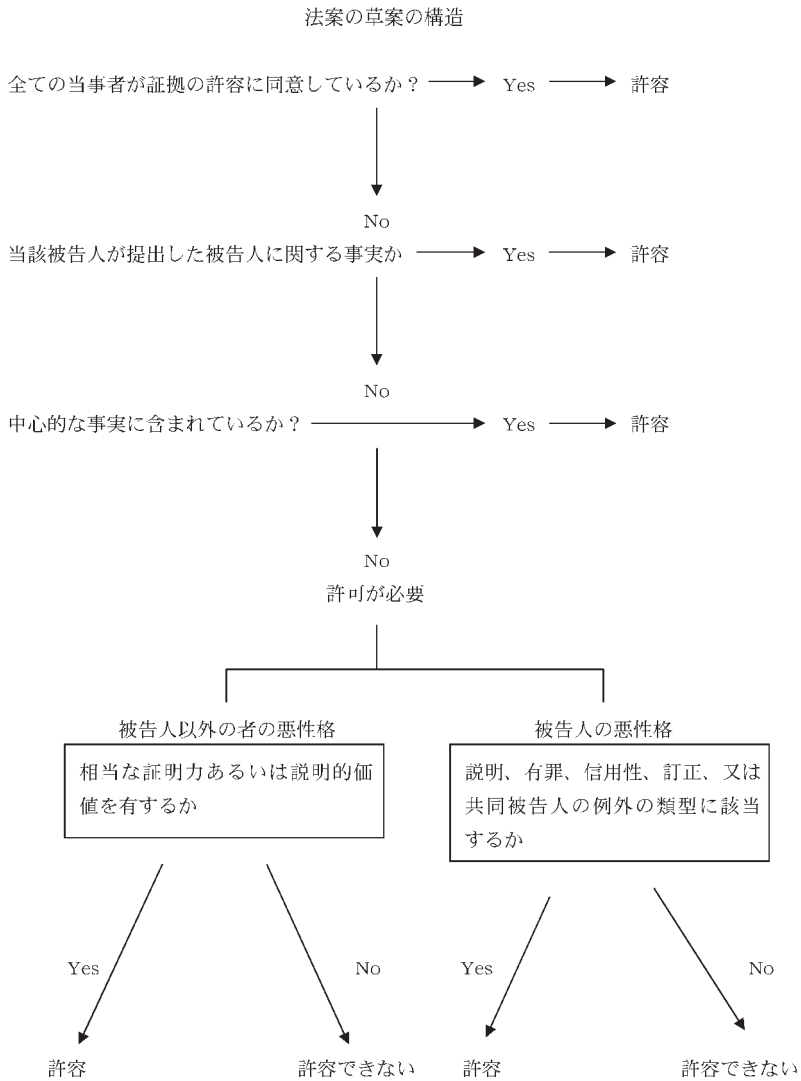 法案の草案の構造
全ての当事者が証拠の許容に同意しているか？ Yes 許容
No
当該被告人が提出した被告人に関する事実か Yes 許容
No
中心的な事実に含まれているか？ Yes 許容
No
許可が必要
被告人以外の者の悪性格
相当な証明力あるいは説明的価
値を有するか
被告人の悪性格
説明、有罪、信用性、訂正、又は
共同被告人の例外の類型に該当
するか
Yes No Yes No
許容 許容できない 許容 許容できない